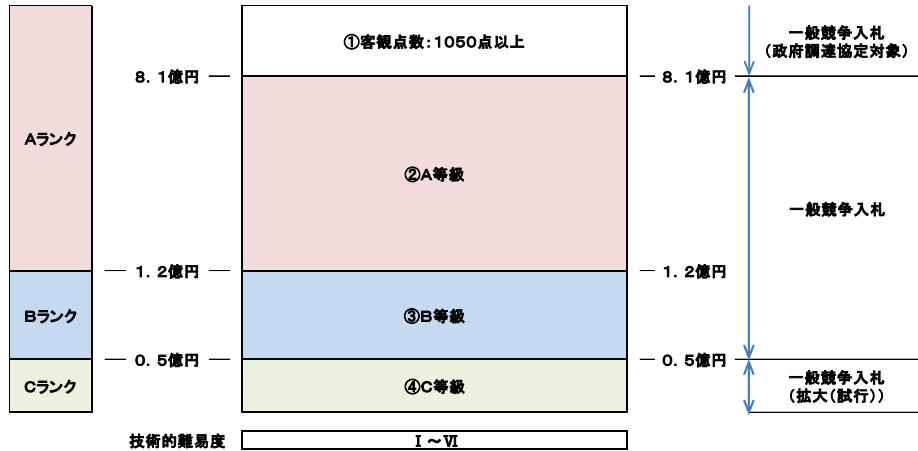 ①客観点数：１０５０点以上
一般競争入札
（政府調達協定対象）
８．１億円
８．１億円
Ａランク
②Ａ等級
一般競争入札
１．２億円
１．２億円
Ｂランク
③Ｂ等級
０．５億円
０．５億円
Ｃランク
④Ｃ等級
一般競争入札
（拡大（試行））
技術的難易度
Ⅰ～Ⅵ